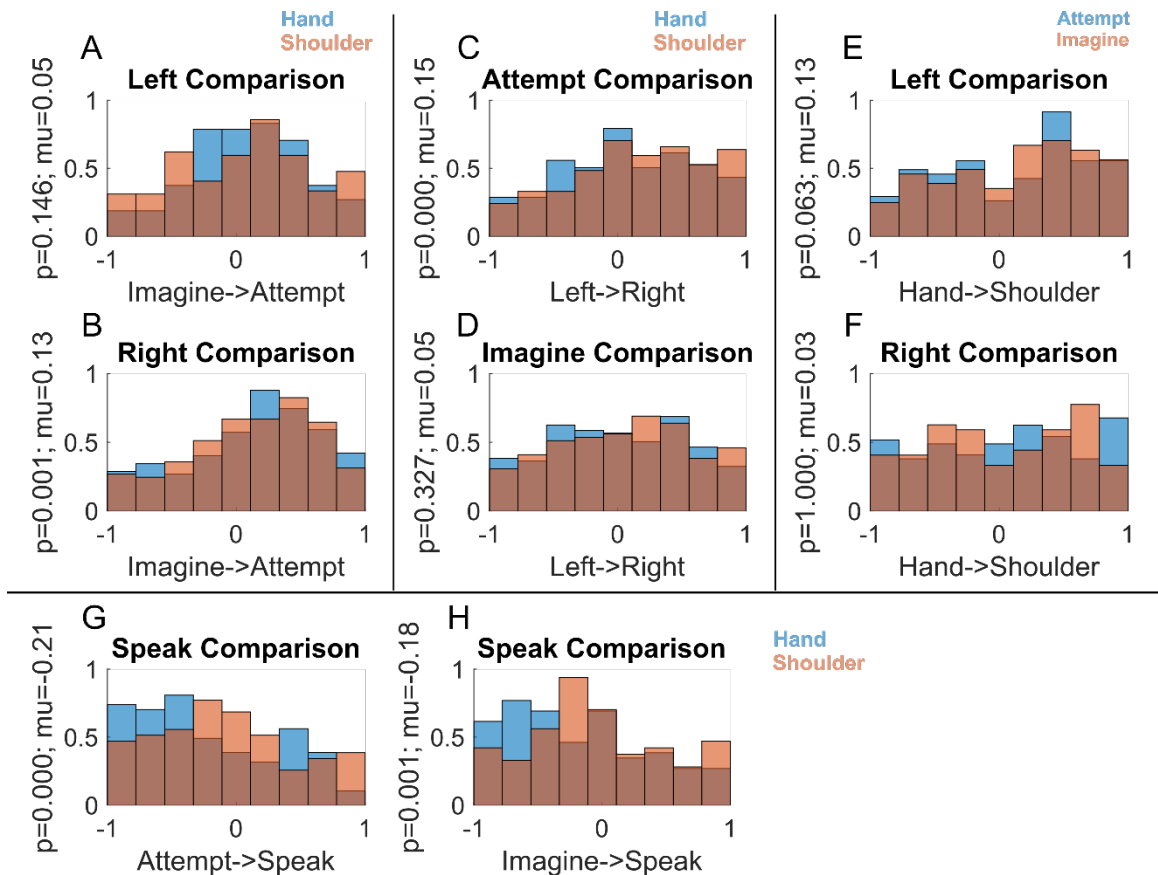 A
Hand
Shoulder
Left Comparison
p=0.146; mu=0.05
1
0.5
0
-1
0
1
Imagine->Attempt
B
Right Comparison
p=0.001; mu=0.13
1
0.5
0
-1
0
1
Imagine->Attempt
C
Hand
Shoulder
Attempt Comparison
p=0.000; mu=0.15
1
0.5
0
-1
0
1
Left->Right
D
Imagine Comparison
p=0.327; mu=0.05
1
0.5
0
-1
0
1
Left->Right
E
Attempt
Imagine
Left Comparison
p=0.063; mu=0.13
1
0.5
0
-1
0
1
Hand->Shoulder
F
Right Comparison
p=1.000; mu=0.03
1
0.5
0
-1
0
1
Hand->Shoulder
G
Speak Comparison
p=0.000; mu=-0.21
1
0.5
0
-1
0
1
Attempt->Speak
H
Speak Comparison
p=0.001; mu=-0.18
1
0.5
0
-1
0
1
Imagine->Speak
Hand
Shoulder